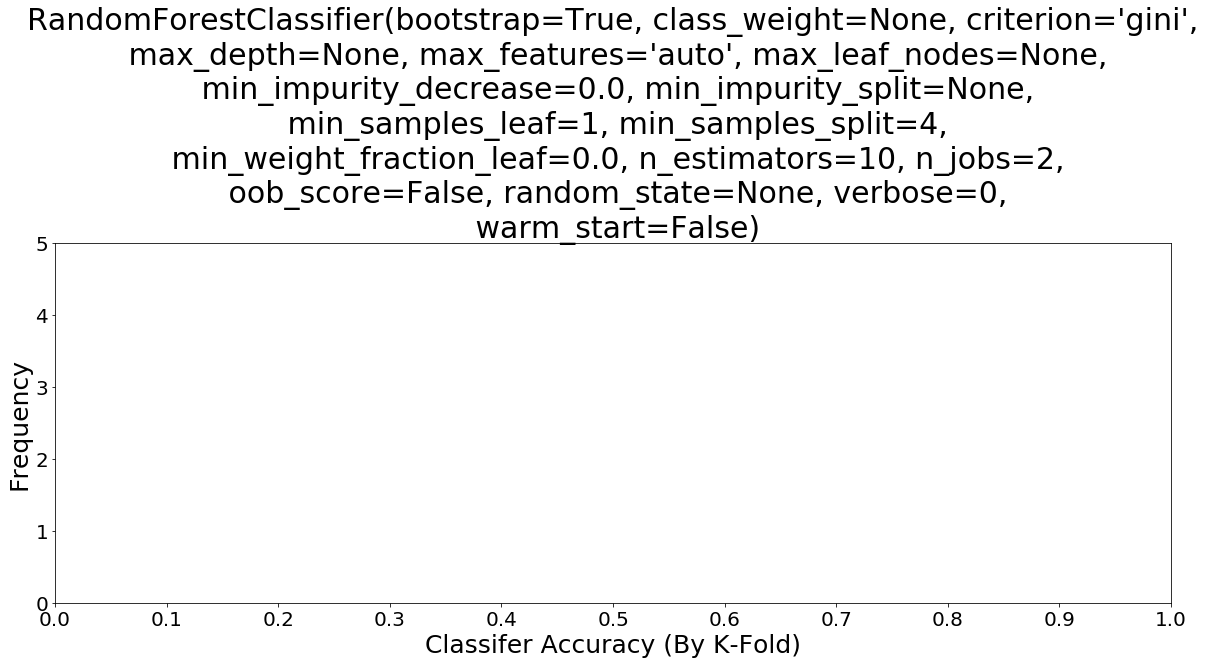 RandomForestClassifier(bootstrap=True, class_weight=None, criterion='gini',
max_depth=None, max_features='auto', max_leaf_nodes=None,
min_impurity_decrease=0.0, min_impurity_split=None,
min_samples_leaf=1, min_samples_split=4,
min_weight_fraction_leaf=0.0, n_estimators=10, n_jobs=2,
oob_score=False, random_state=None, verbose=0,
warm_start=False)
5
4
3
2
1
0
Frequency
0.0 0.1 0.2 0.3 0.4 0.5 0.6 0.7 0.8 0.9 1.0
Classifer Accuracy (By K-Fold)